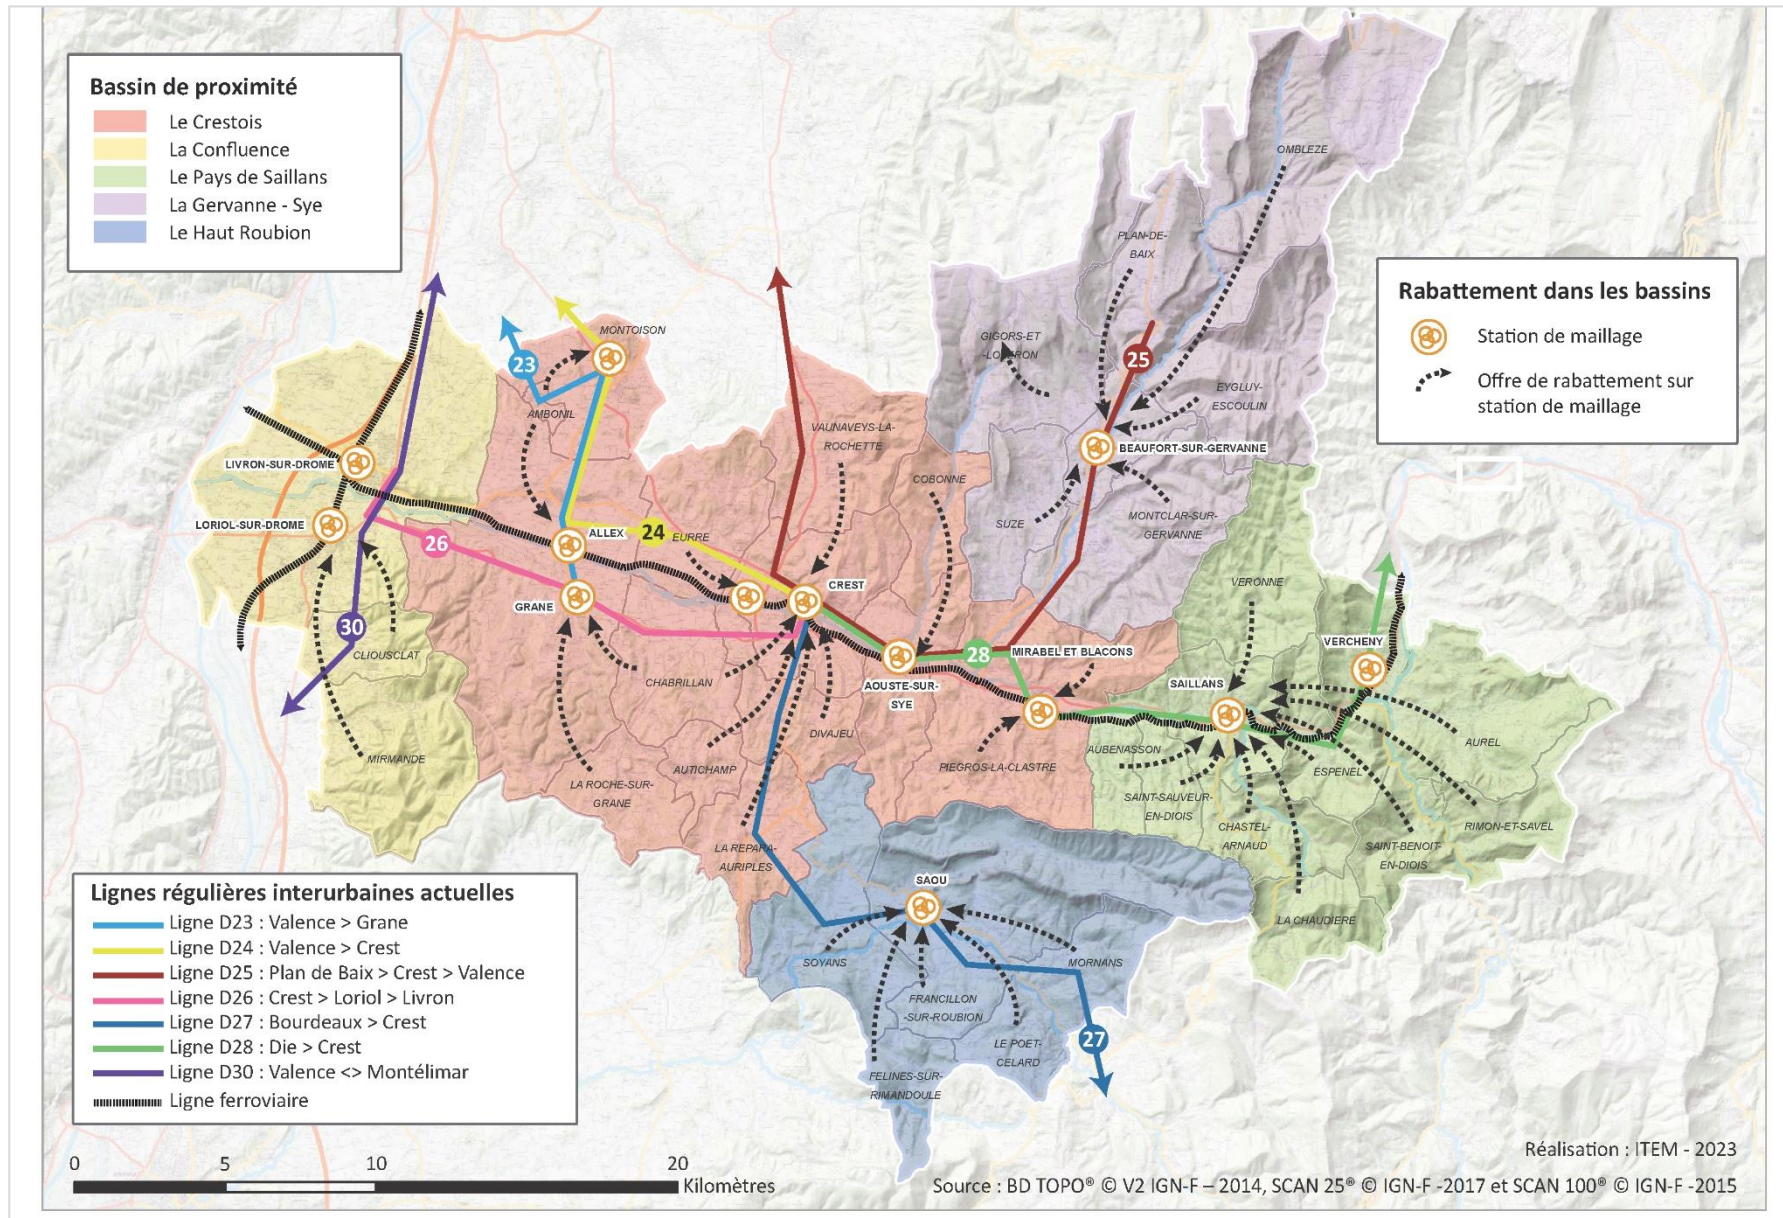 Bassin de proximité
Le Crestois
La Confluence
Le Pays de Saillans
La Gervanne - Sye
Le Haut Roubion
OMBLEZE
PLAN-DE-
BAIX
Rabattement dans les bassins
Station de maillage
Offre de rabattement sur
station de maillage
MONTOISON
23
AMBONIL
GIGORS-ET
-LOZERON
25
EYGLUY-
ESCOULIN
VAUNAVEYS-LA-
ROCHETTE
BEAUFORT-SUR-GERVANNE
LIVRON-SUR-DROME
COBONNE
LORIOL-SUR-DROME
SUZE
MONTCLAR-SUR-
GERVANNE
26
ALLEX
24
EURRE
VERONNE
CREST
GRANE
30
CLIOUSCLAT
28
MIRABEL ET BLACONS
VERCHENY
CHABRILLAN
AOUSTE-SUR-
SYE
SAILLANS
DIVAJEU
AUREL
MIRMANDE
AUTICHAMP
PIEGROS-LA-CLASTRE
AUBENASSON
ESPENEL
LA ROCHE-SUR-
GRANE
SAINT-SAUVEUR-
EN-DIOIS
CHASTEL-
ARNAUD
RIMON-ET-SAVEL
SAINT-BENOIT-
EN-DIOIS
LA REPARA-
AURIPLES
SAOU
LA CHAUDIERE
SOYANS
MORNANS
FRANCILLON
-SUR-ROUBION
LE POET-
CELARD
27
FELINES-SUR-
RIMANDOULE
Lignes régulières interurbaines actuelles
Ligne D23 : Valence > Grane
Ligne D24 : Valence > Crest
Ligne D25 : Plan de Baix > Crest > Valence
Ligne D26 : Crest > Loriol > Livron
Ligne D27 : Bourdeaux > Crest
Ligne D28 : Die > Crest
Ligne D30 : Valence <> Montélimar
Ligne ferroviaire
0 5 10 20
Kilomètres
Réalisation : ITEM - 2023
Source : BD TOPO® © V2 IGN-F – 2014, SCAN 25® © IGN-F -2017 et SCAN 100® © IGN-F -2015